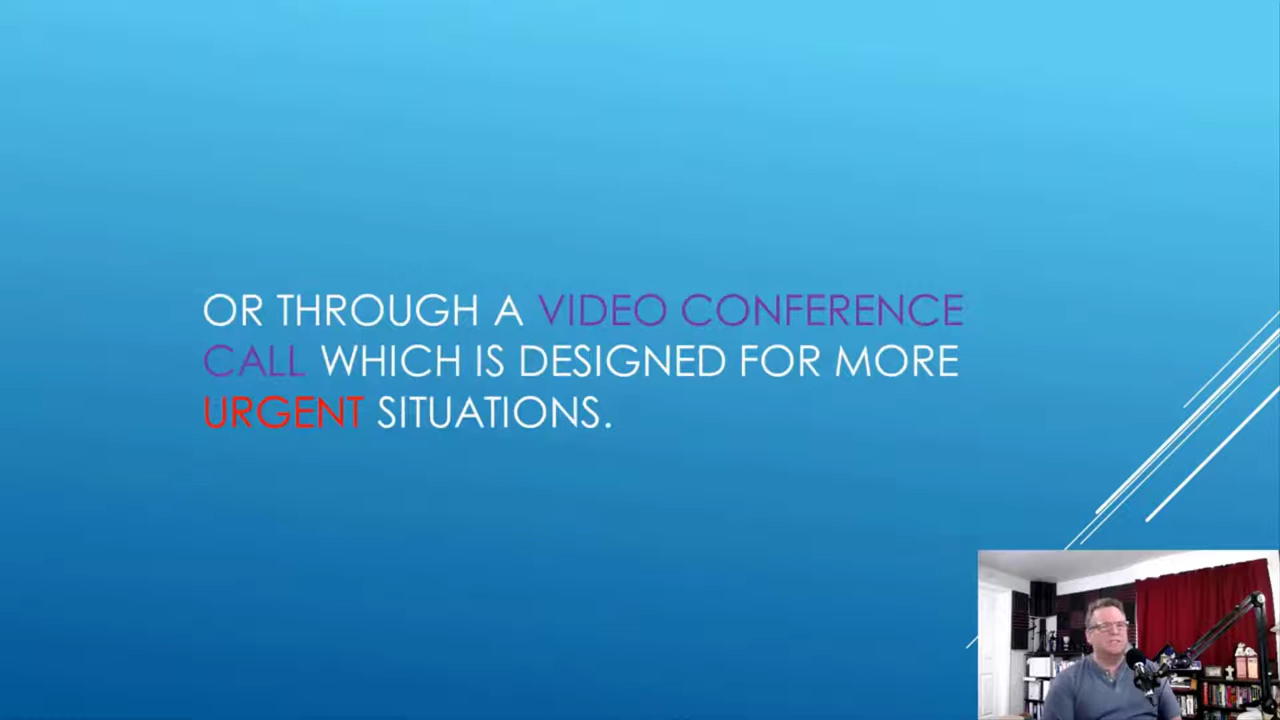 OR THROUGH A VIDEO CONFERENCE
CALL WHICH IS DESIGNED FOR MORE
URGENT SITUATIONS.